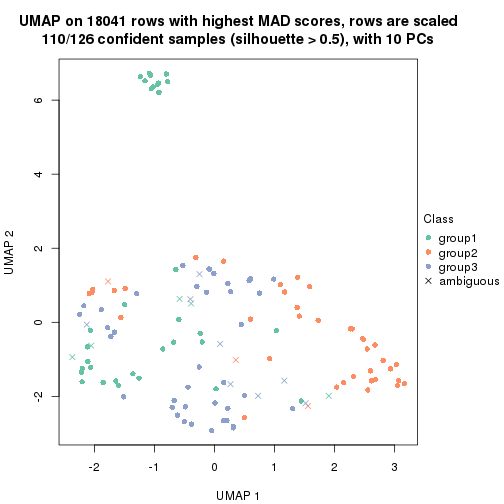 UMAP on 18041 rows with highest MAD scores, rows are scaled
110/126 confident samples (silhouette > 0.5), with 10 PCs
UMAP 2
6
4
2
0
-2
-2
-1
0
1
2
3
UMAP 1
Class
group1
group2
group3
ambiguous